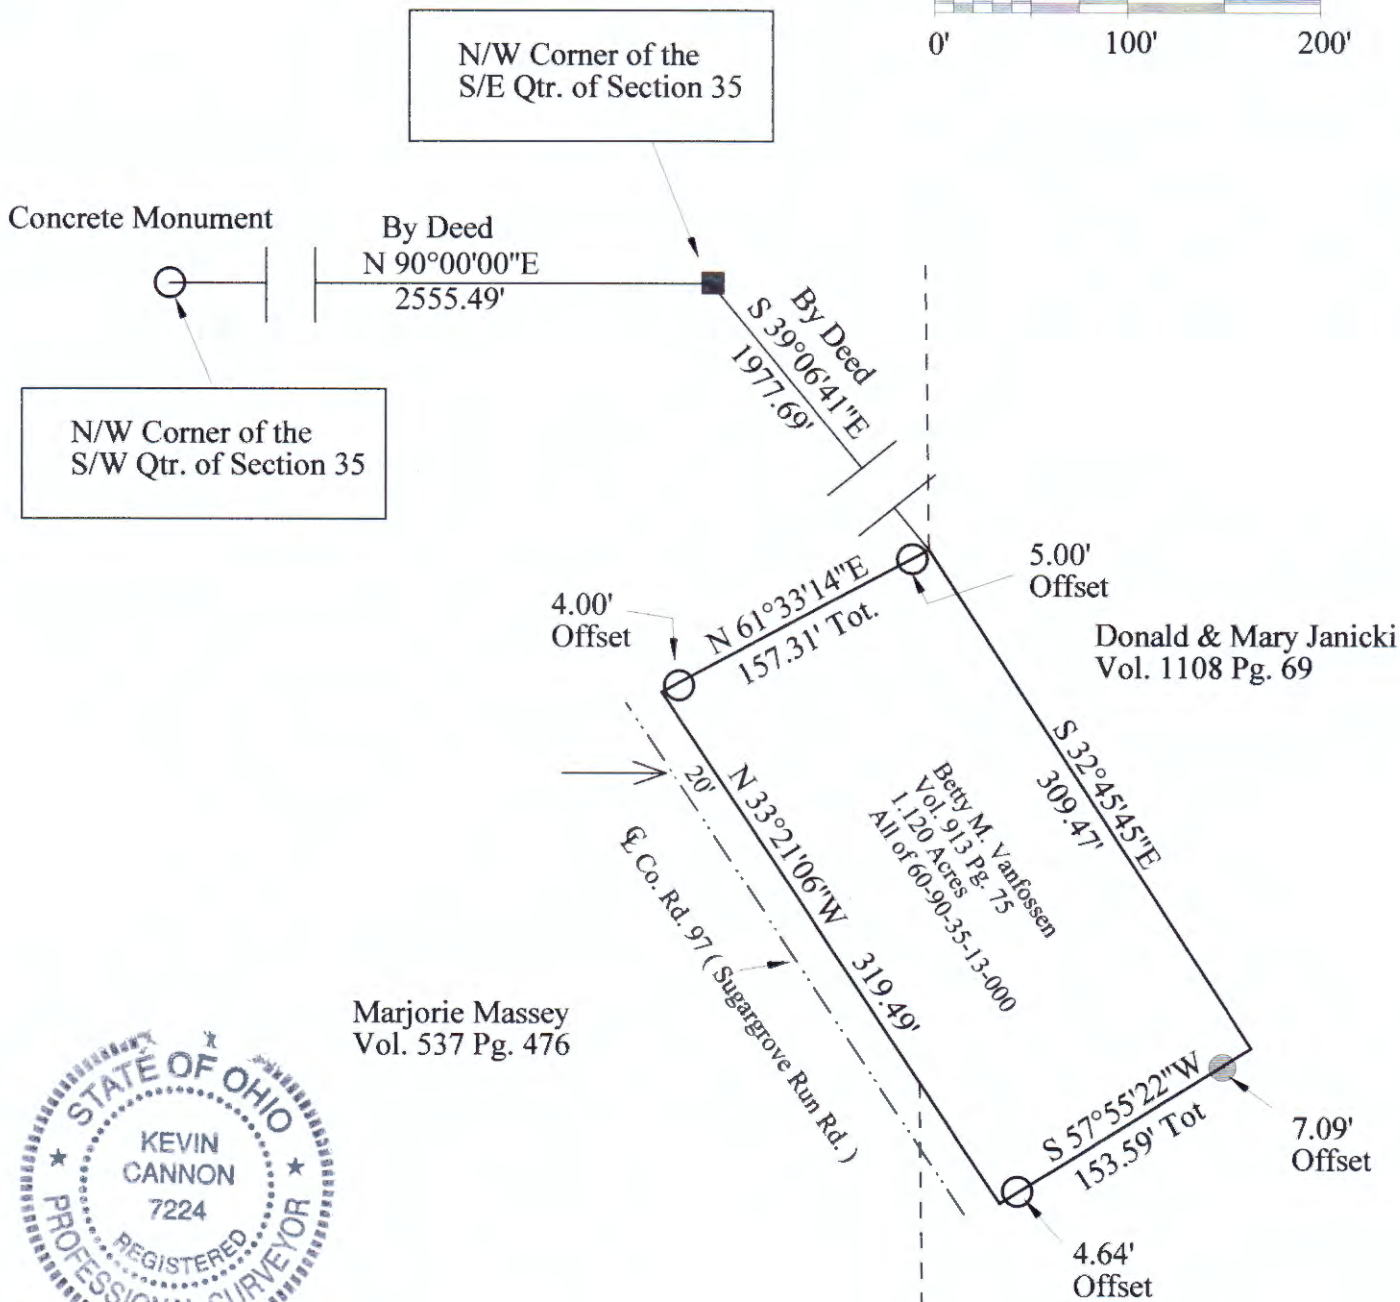 0' 100' 200'
N/W Corner of the
S/E Qtr. of Section 35
Concrete Monument
By Deed
N 90°00'00"E
2555.49'
N/W Corner of the
S/W Qtr. of Section 35
By Deed
S 39°06'41"E
1977.69'
4.00'
Offset
N 61°33'14"E
157.31' Tot.
5.00'
Offset
Donald & Mary Janicki
Vol. 1108 Pg. 69
S 32°45'45"E
309.47'
Betty M. Vanfossen
Vol. 913 Pg. 75
1.120 Acres
All of 60-90-35-13-000
20'
N 33°21'06"W 319.49'
℄ Co. Rd. 97 ( Sugargrove Run Rd. )
Marjorie Massey
Vol. 537 Pg. 476
S 57°55'22"W
153.59' Tot
7.09'
Offset
4.64'
Offset
STATE OF OHIO
KEVIN
CANNON
7224
REGISTERED
PROFESSIONAL SURVEYOR